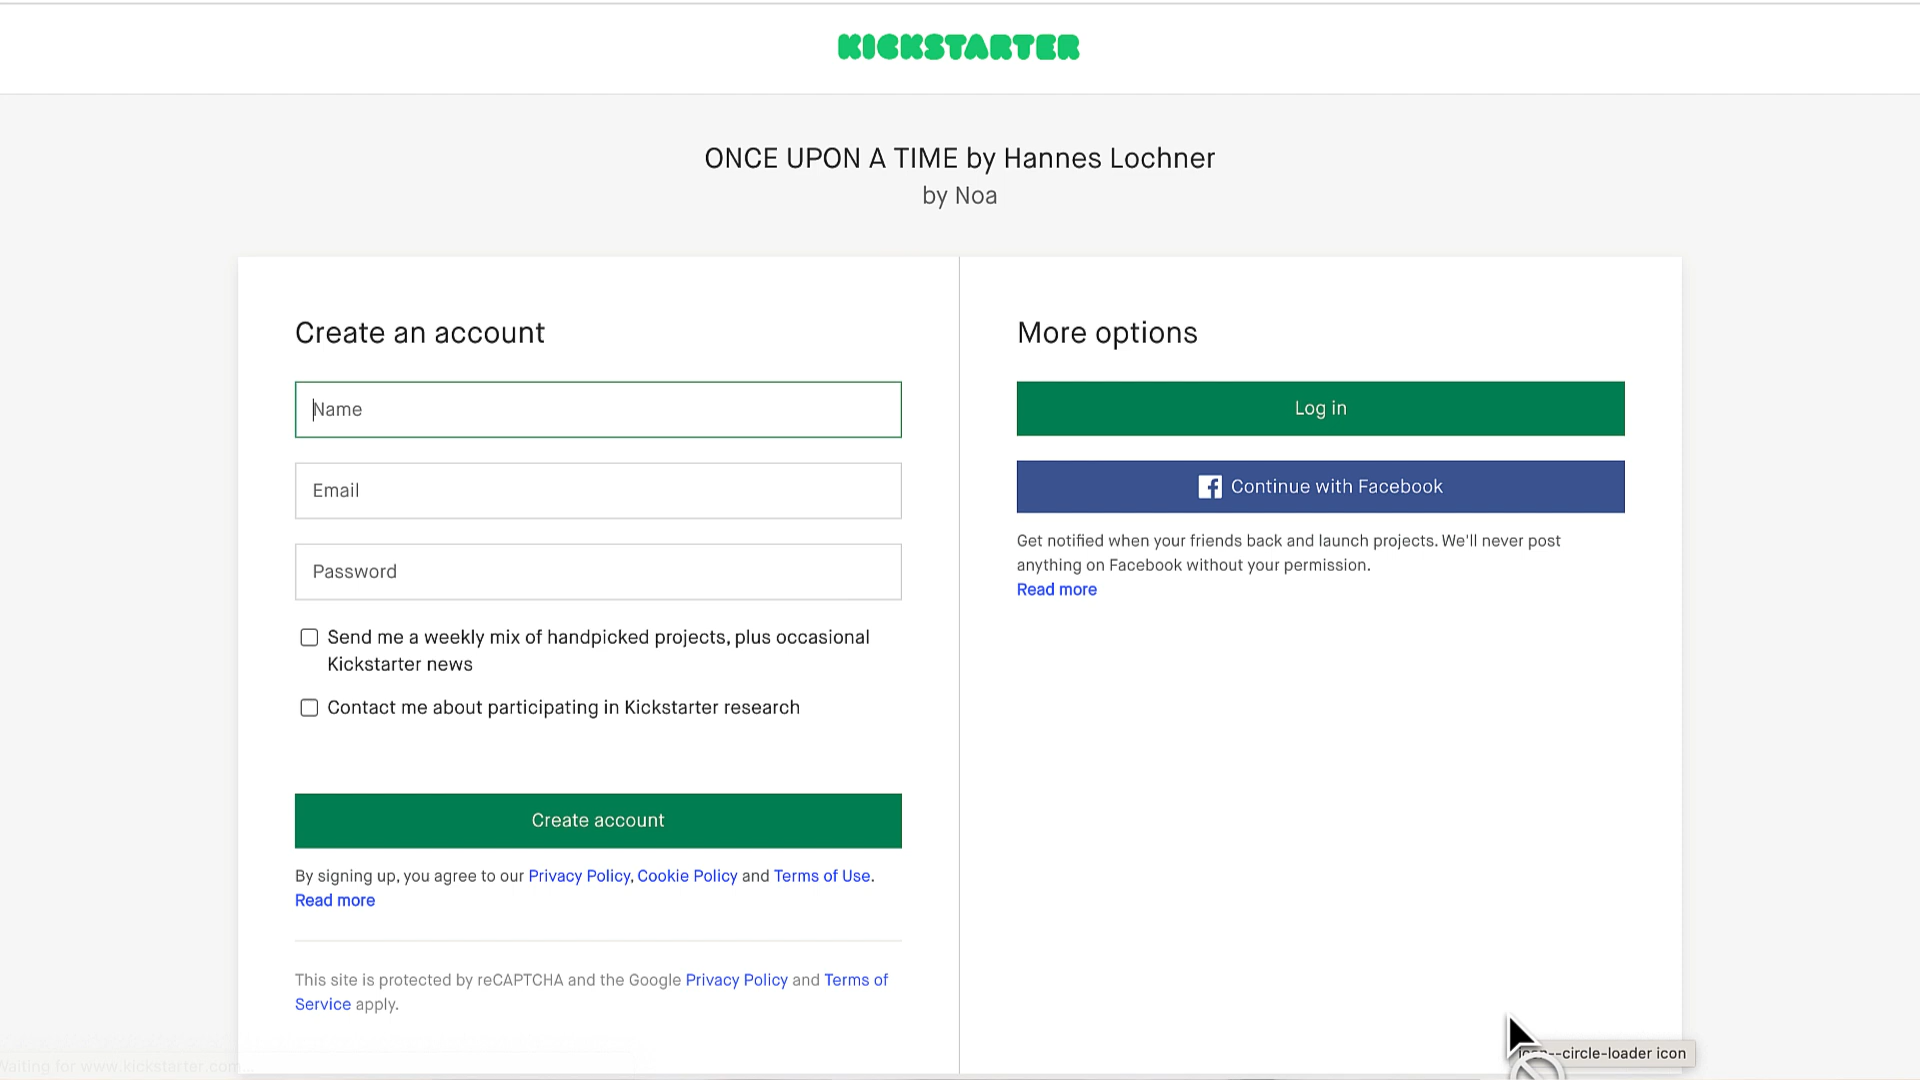 KICKSTARTER
ONCE UPON A TIME by Hannes Lochner
by Noa
Create an account
Name
Email
Password
Send me a weekly mix of handpicked projects, plus occasional
Kickstarter news
Contact me about participating in Kickstarter research
Create account
By signing up, you agree to our Privacy Policy, Cookie Policy and Terms of Use.
Read more
This site is protected by reCAPTCHA and the Google Privacy Policy and Terms of
Service apply.
More options
Log in
Continue with Facebook
Get notified when your friends back and launch projects. We'll never post
anything on Facebook without your permission.
Read more
Waiting for www.kickstarter.com...
circle-loader icon